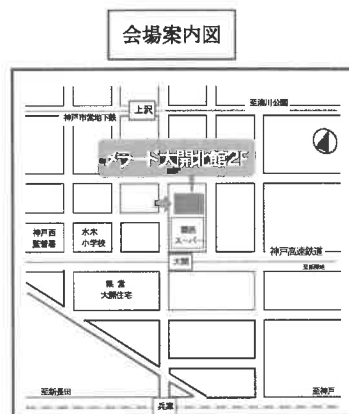 会場案内図
至湊川公園
上沢
神戸市営地下鉄
メラード大開北館2F
神戸西
監督署
水木
小学校
関西
スーパー
神戸高速鉄道
大開
県営
大開住宅
至新長田
至神戸
兵庫